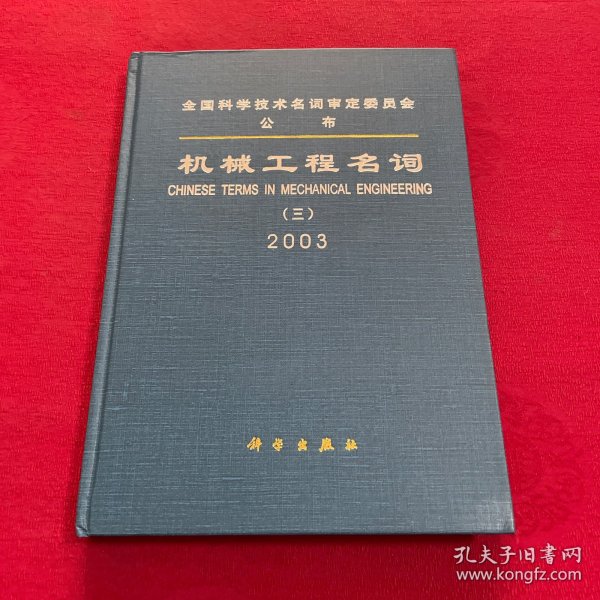 全国科学技术名词审定委员会
公 布
机械工程名词
CHINESE TERMS IN MECHANICAL ENGINEERING
(三)
2003
科学出版社
孔夫子旧书网
www.kongfz.com